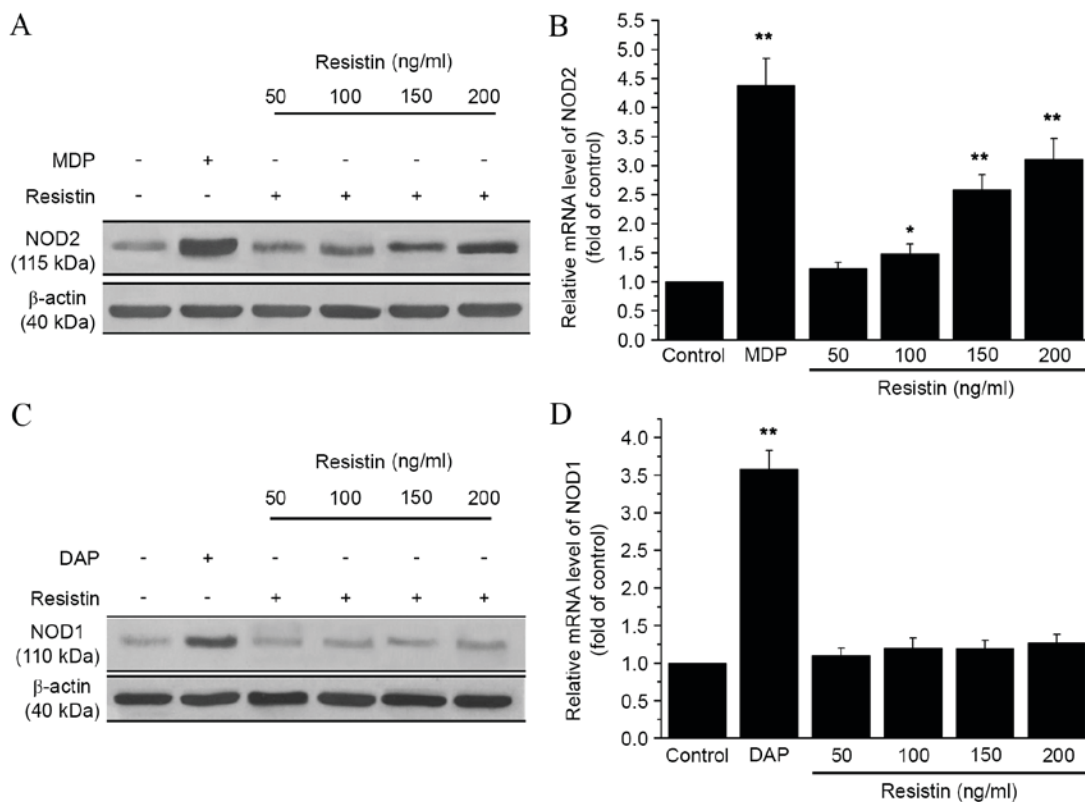 A
Resistin (ng/ml)
50 100 150 200
MDP - + - - - -
Resistin - - + + + +
NOD2
(115 kDa)
β-actin
(40 kDa)
B
Relative mRNA level of NOD2
(fold of control)
5.5
5.0
4.5
4.0
3.5
3.0
2.5
2.0
1.5
1.0
0.5
0.0
**
*
**
**
Control MDP 50 100 150 200
Resistin (ng/ml)
C
Resistin (ng/ml)
50 100 150 200
DAP - + - - - -
Resistin - - + + + +
NOD1
(110 kDa)
β-actin
(40 kDa)
D
Relative mRNA level of NOD1
(fold of control)
4.0
3.5
3.0
2.5
2.0
1.5
1.0
0.5
0.0
**
Control DAP 50 100 150 200
Resistin (ng/ml)